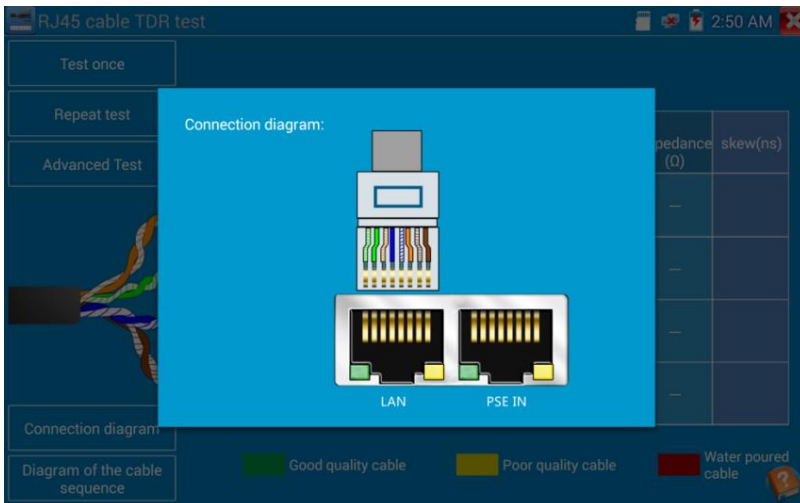 RJ45 cable TDR test
2:50 AM
Test once
Repeat test
Advanced Test
Connection diagram:
pedance
(Ω)
skew(ns)
—
—
—
—
LAN
PSE IN
Connection diagram
Diagram of the cable
sequence
Good quality cable
Poor quality cable
Water poured
cable